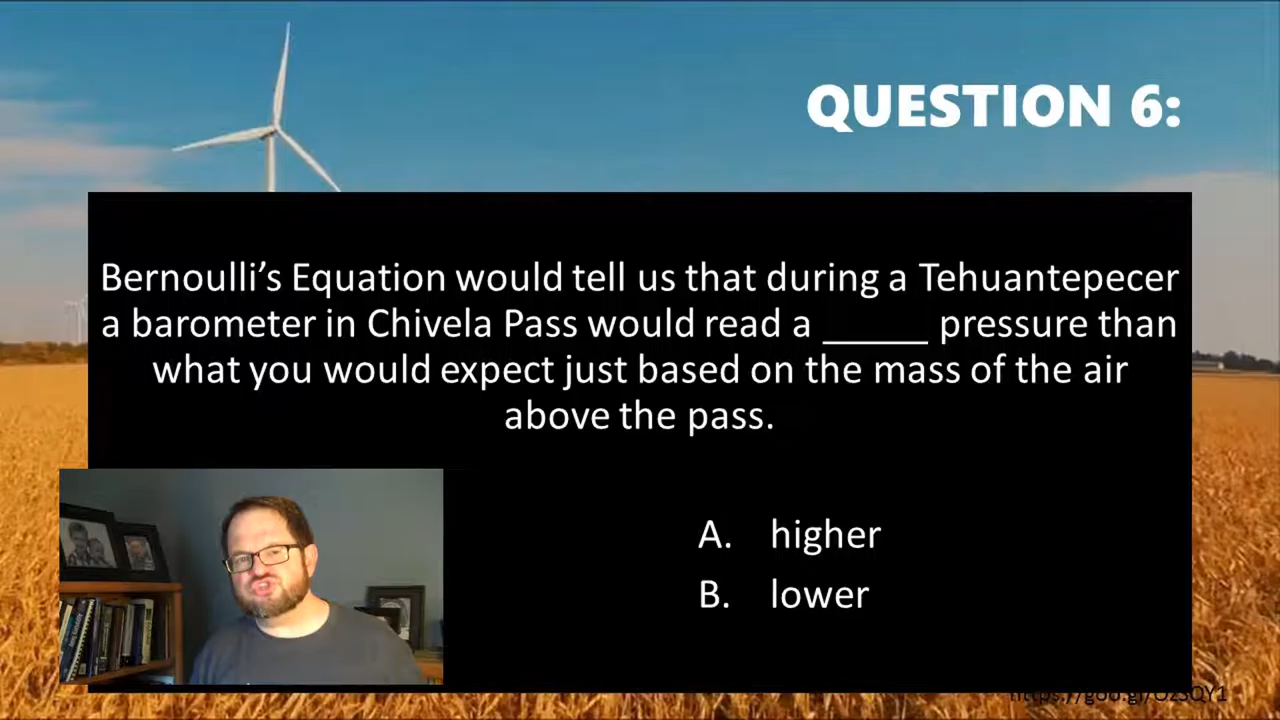 QUESTION 6:
Bernoulli's Equation would tell us that during a Tehuantepecer
a barometer in Chivela Pass would read a ______ pressure than
what you would expect just based on the mass of the air
above the pass.
A. higher
B. lower